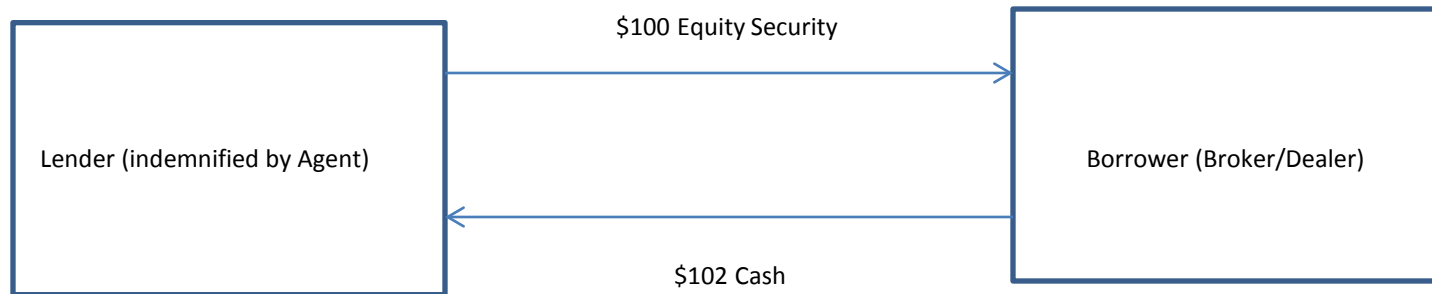 $100 Equity Security
Lender (indemnified by Agent)
Borrower (Broker/Dealer)
$102 Cash